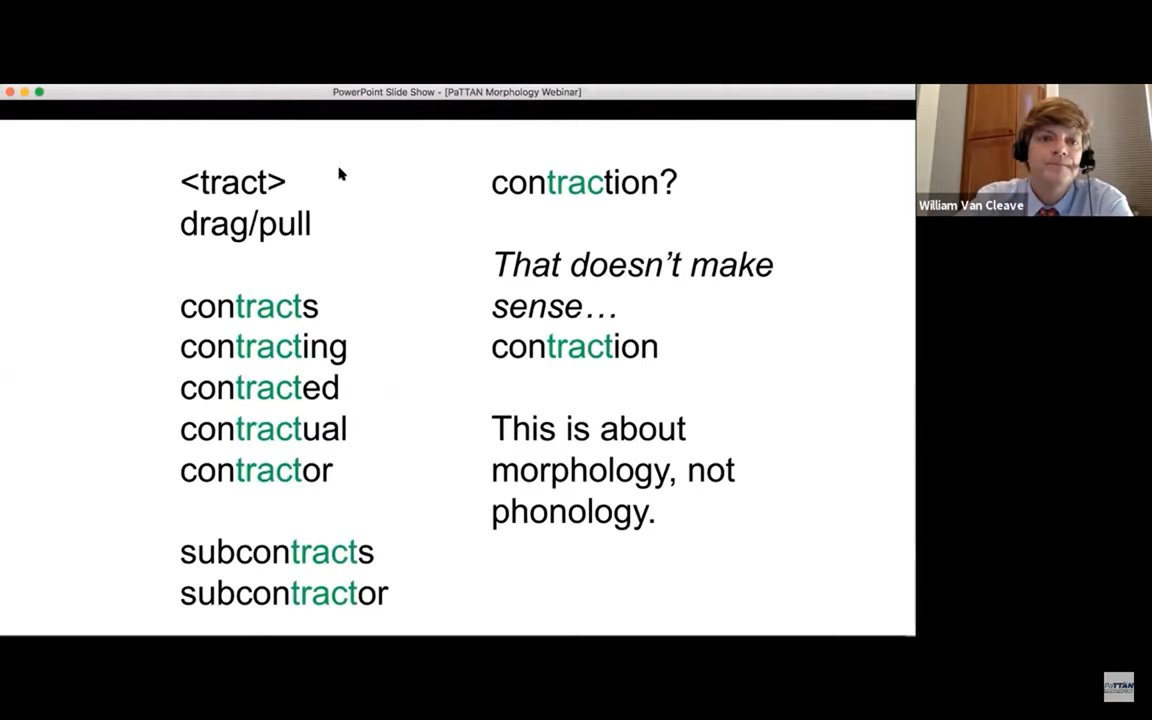 PowerPoint Slide Show - [PaTTAN Morphology Webinar]
<tract>
drag/pull
contracts
contracting
contracted
contractual
contractor
subcontracts
subcontractor
contraction?
That doesn't make
sense…
contraction
This is about
morphology, not
phonology.
William Van Cleave
PaTTAN